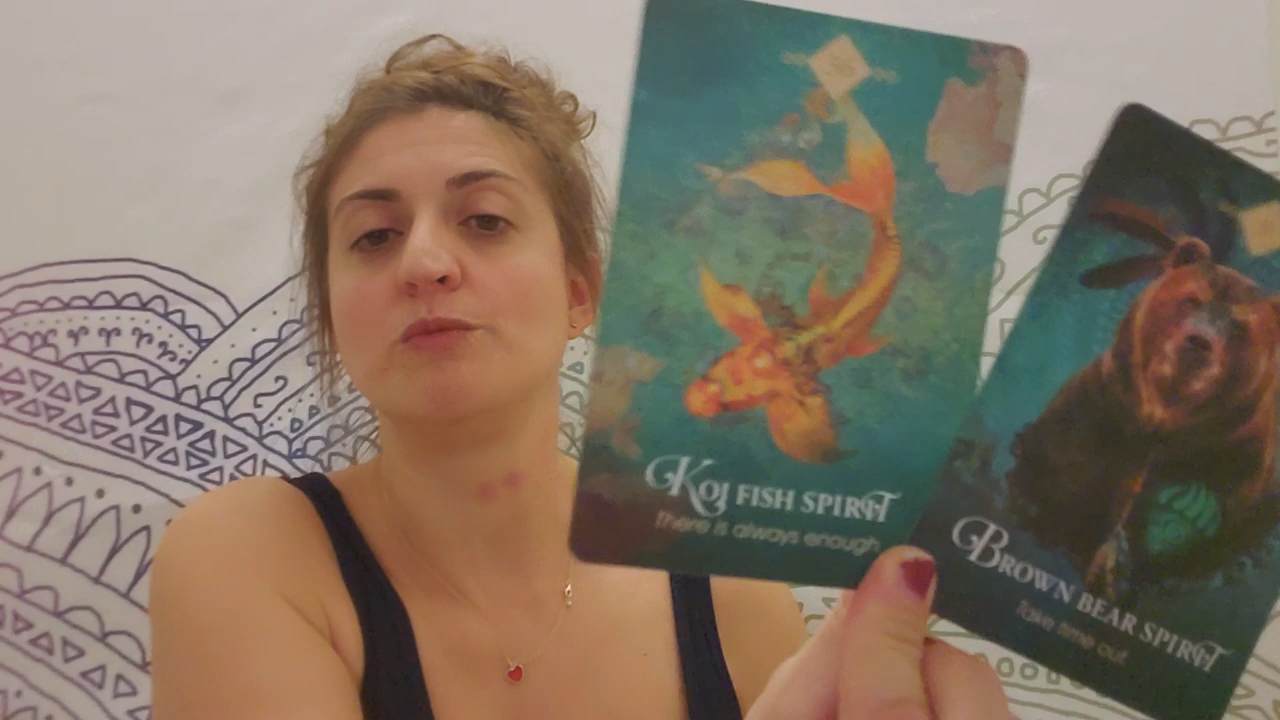 Koi FISH SPIRIT
There is always enough
BROWN BEAR SPIRIT
Take time out